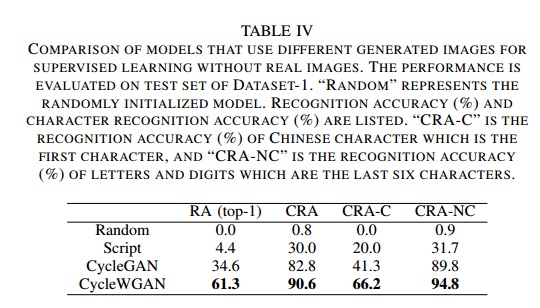 TABLE IV
COMPARISON OF MODELS THAT USE DIFFERENT GENERATED IMAGES FOR
SUPERVISED LEARNING WITHOUT REAL IMAGES. THE PERFORMANCE IS
EVALUATED ON TEST SET OF DATASET-1. "RANDOM" REPRESENTS THE
RANDOMLY INITIALIZED MODEL. RECOGNITION ACCURACY (%) AND
CHARACTER RECOGNITION ACCURACY (%) ARE LISTED. "CRA-C" IS THE
RECOGNITION ACCURACY (%) OF CHINESE CHARACTER WHICH IS THE
FIRST CHARACTER, AND "CRA-NC" IS THE RECOGNITION ACCURACY
(%) OF LETTERS AND DIGITS WHICH ARE THE LAST SIX CHARACTERS.
RA (top-1) CRA CRA-C CRA-NC
Random 0.0 0.8 0.0 0.9
Script 4.4 30.0 20.0 31.7
CycleGAN 34.6 82.8 41.3 89.8
CycleWGAN 61.3 90.6 66.2 94.8